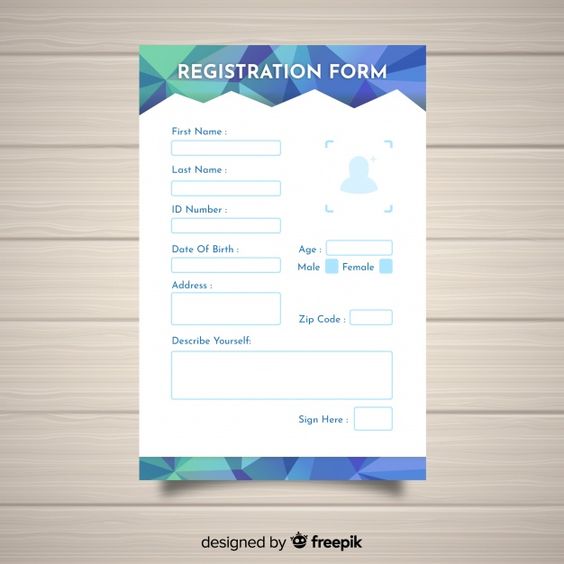 REGISTRATION FORM
First Name :
Last Name :
ID Number :
Date Of Birth :
Age :
Male Female
Address :
Zip Code :
Describe Yourself:
Sign Here :
designed by freepik